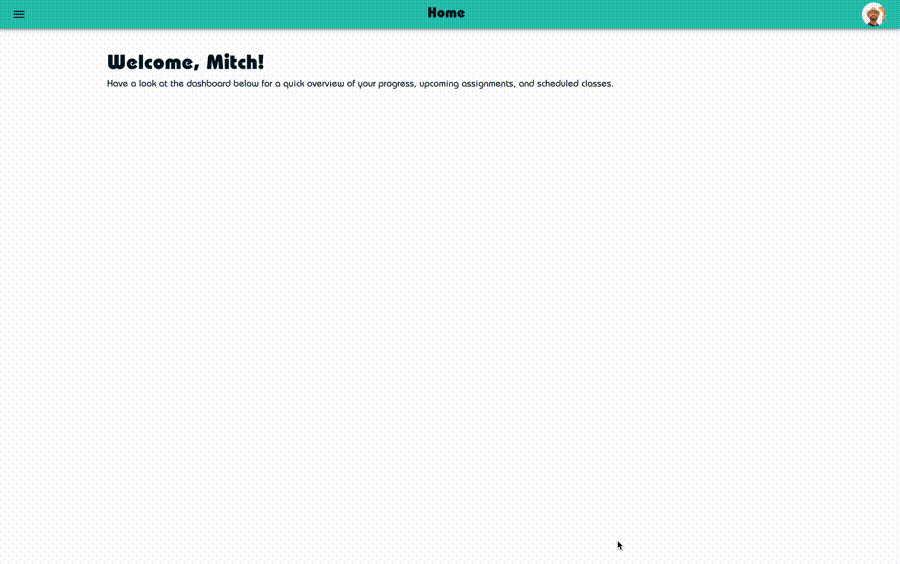 Home
Welcome, Mitch!
Have a look at the dashboard below for a quick overview of your progress, upcoming assignments, and scheduled classes.